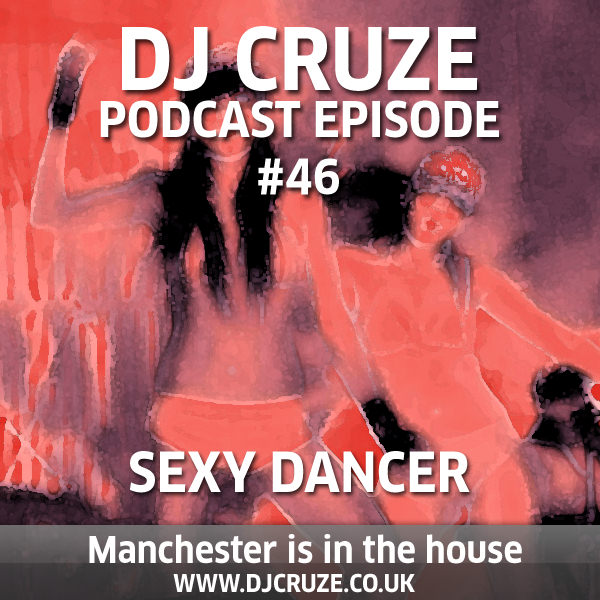 DJ CRUZE
PODCAST EPISODE
#46
SEXY DANCER
Manchester is in the house
WWW.DJCRUZE.CO.UK